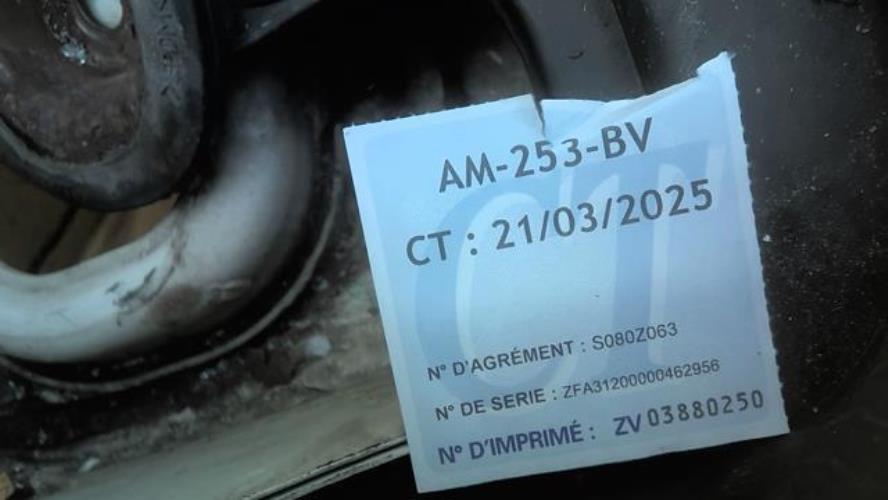 AM-253-BV
CT : 21/03/2025
N° D'AGRÉMENT : S080Z063
N° DE SERIE : ZFA31200000462956
N° D'IMPRIMÉ : ZV 03880250